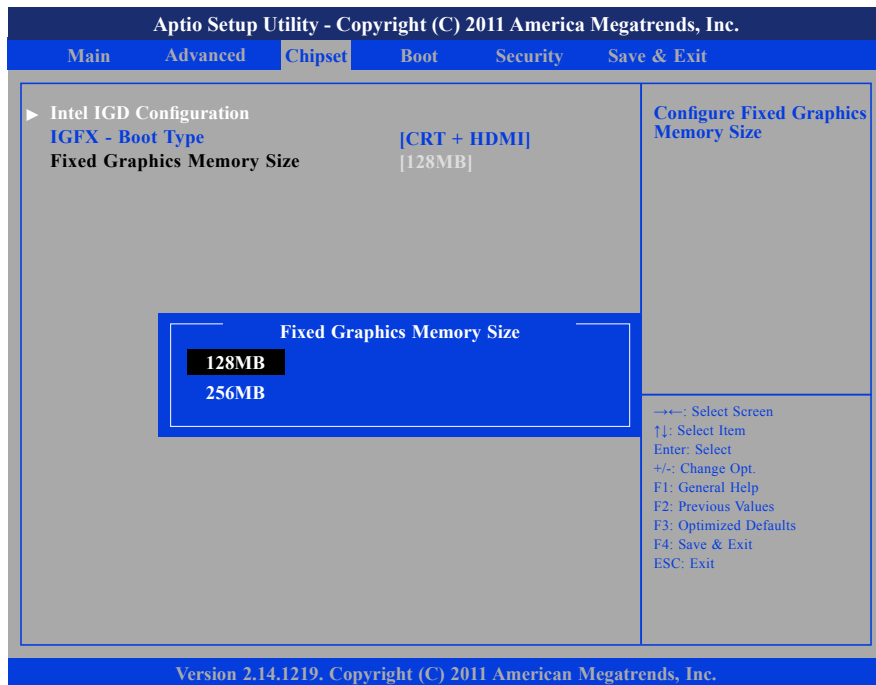 Aptio Setup Utility - Copyright (C) 2011 America Megatrends, Inc.
Main Advanced Chipset Boot Security Save & Exit
► Intel IGD Configuration
IGFX - Boot Type [CRT + HDMI]
Fixed Graphics Memory Size [128MB]
Configure Fixed Graphics
Memory Size
Fixed Graphics Memory Size
128MB
256MB
→←: Select Screen
↑↓: Select Item
Enter: Select
+/-: Change Opt.
F1: General Help
F2: Previous Values
F3: Optimized Defaults
F4: Save & Exit
ESC: Exit
Version 2.14.1219. Copyright (C) 2011 American Megatrends, Inc.